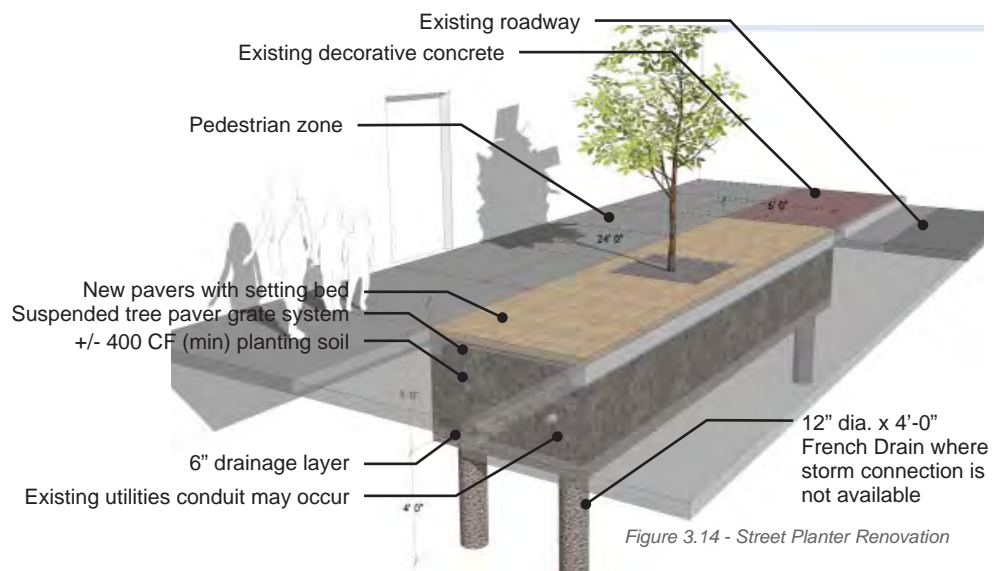 Existing roadway
Existing decorative concrete
Pedestrian zone
6' 0"
24' 0"
New pavers with setting bed
Suspended tree paver grate system
+/- 400 CF (min) planting soil
6” drainage layer
Existing utilities conduit may occur
4' 0"
12” dia. x 4’-0”
French Drain where
storm connection is
not available
Figure 3.14 - Street Planter Renovation